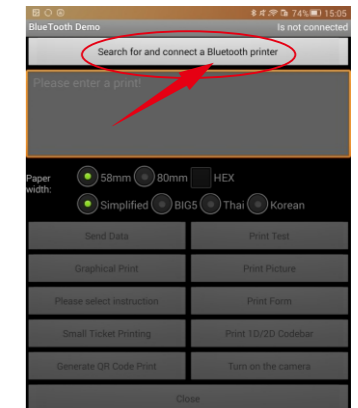 74% 15:05
BlueTooth Demo Is not connected
Search for and connect a Bluetooth printer
Please enter a print!
Paper width: 58mm 80mm HEX
Simplified BIG5 Thai Korean
Send Data Print Test
Graphical Print Print Picture
Please select instruction Print Form
Small Ticket Printing Print 1D/2D Codebar
Generate QR Code Print Turn on the camera
Close